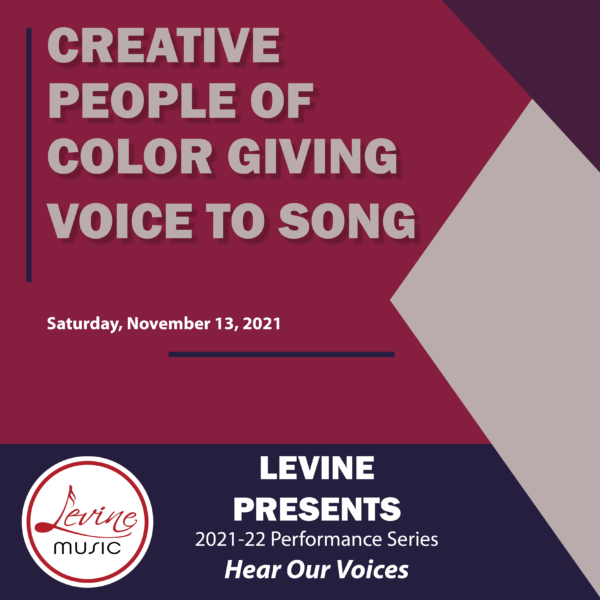 CREATIVE
PEOPLE OF
COLOR GIVING
VOICE TO SONG
Saturday, November 13, 2021
Levine
MUSIC
LEVINE
PRESENTS
2021-22 Performance Series
Hear Our Voices